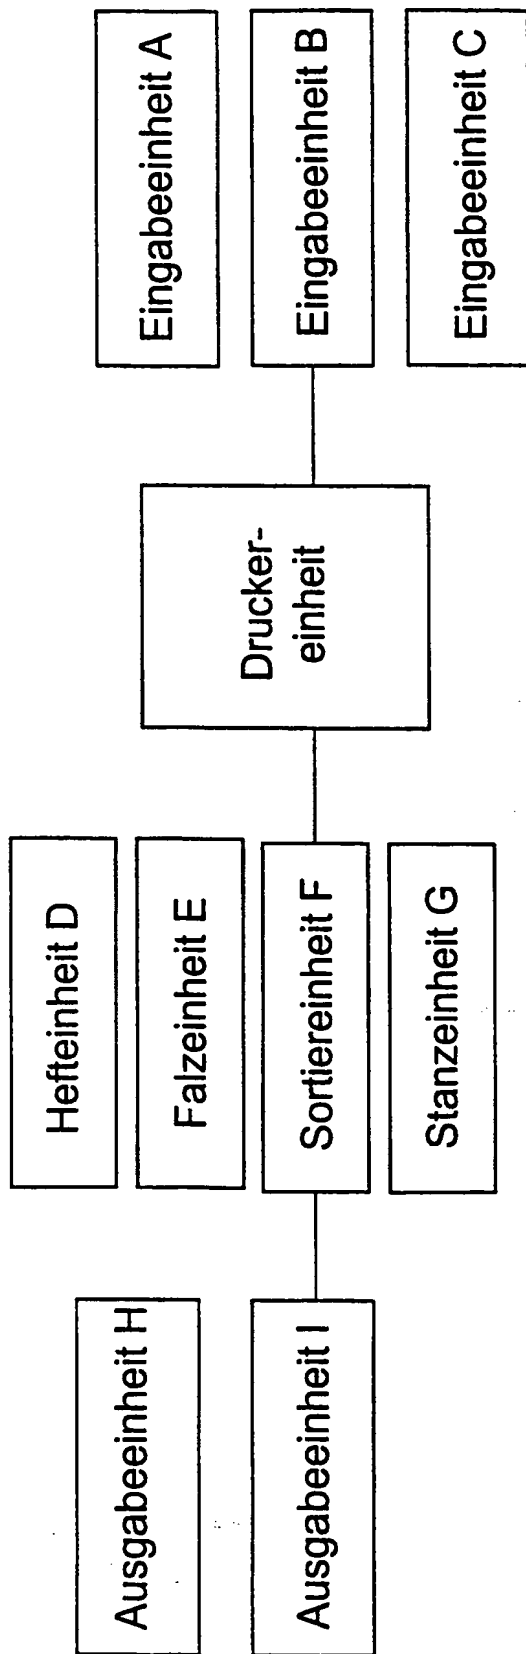 Ausgabeeinheit H
Ausgabeeinheit I
Hefteinheit D
Falzeinheit E
Sortiereinheit F
Stanzeinheit G
Drucker-
einheit
Eingabeeinheit A
Eingabeeinheit B
Eingabeeinheit C